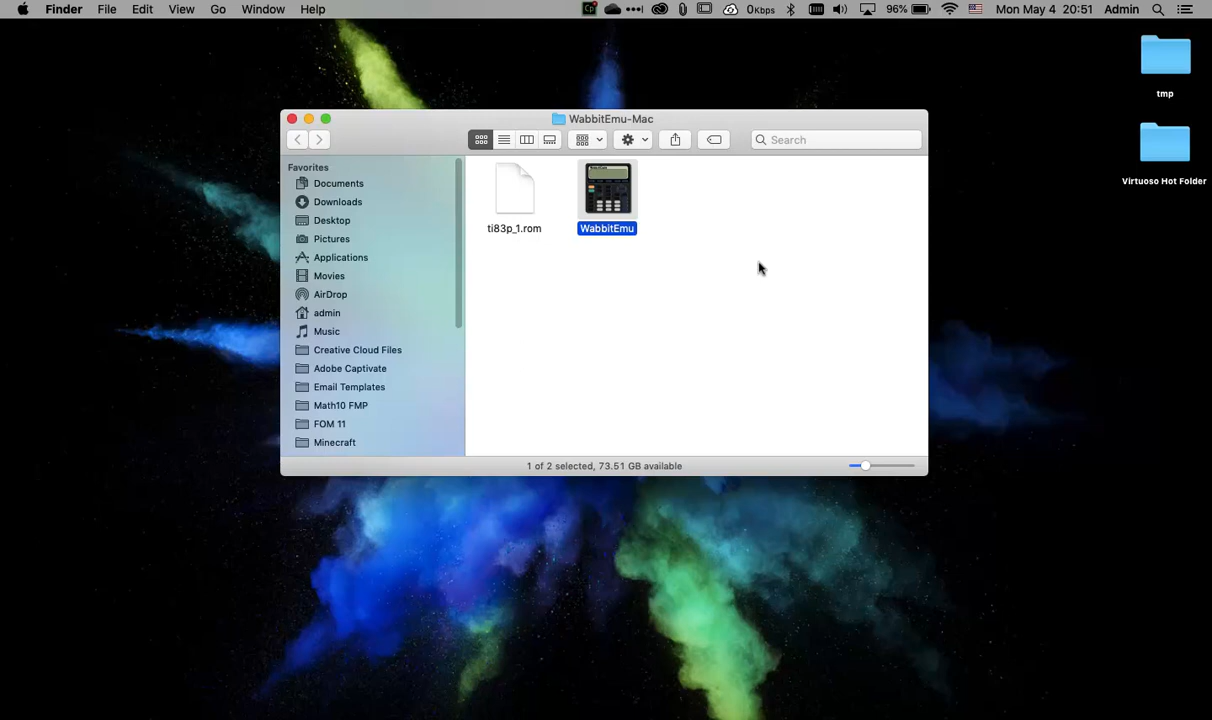 Finder File Edit View Go Window Help 0Kbps 96% Mon May 4 20:51 Admin
tmp
Virtuoso Hot Folder
WabbitEmu-Mac
Search
Favorites
Documents
Downloads
Desktop
Pictures
Applications
Movies
AirDrop
admin
Music
Creative Cloud Files
Adobe Captivate
Email Templates
Math10 FMP
FOM 11
Minecraft
ti83p_1.rom
WabbitEmu
1 of 2 selected, 73.51 GB available